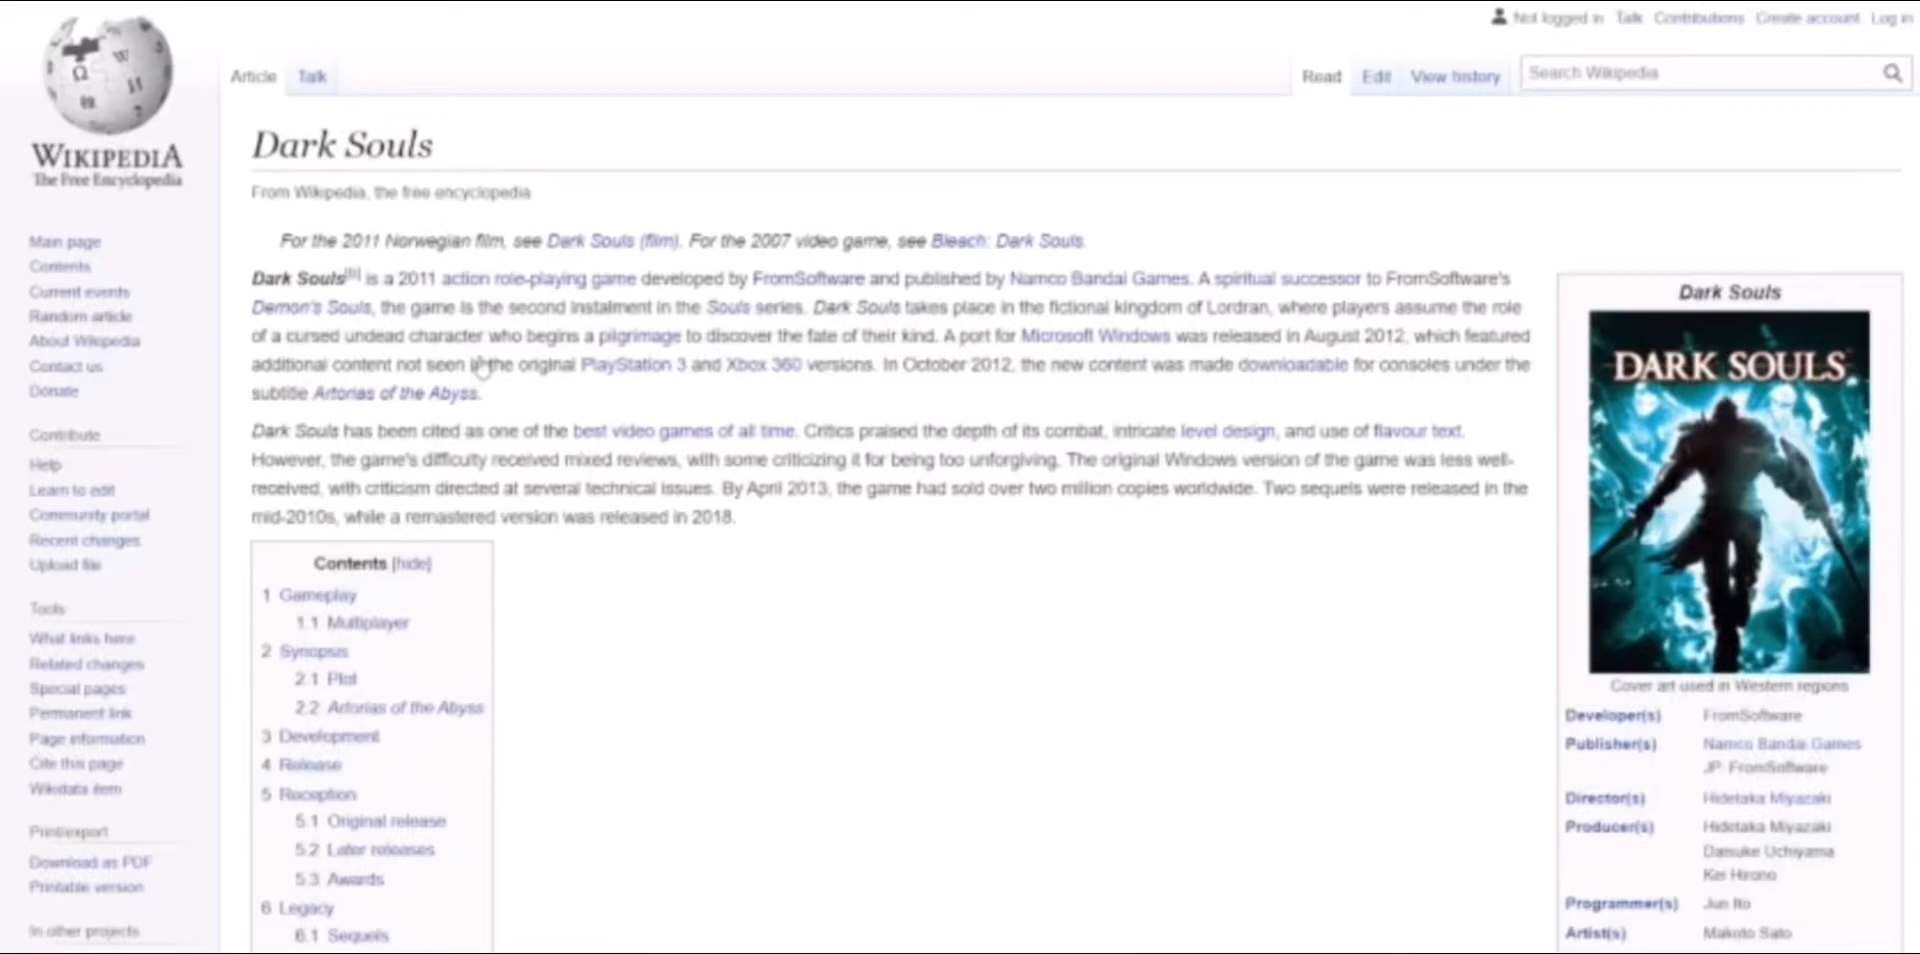 Not logged in Talk Contributions Create account Log in
Article Talk Read Edit View history Search Wikipedia
WIKIPEDIA
The Free Encyclopedia
Main page
Contents
Current events
Random article
About Wikipedia
Contact us
Donate
Contribute
Help
Learn to edit
Community portal
Recent changes
Upload file
Tools
What links here
Related changes
Special pages
Permanent link
Page information
Cite this page
Wikidata item
Print/export
Download as PDF
Printable version
In other projects
Dark Souls
From Wikipedia, the free encyclopedia
For the 2011 Norwegian film, see Dark Souls (film). For the 2007 video game, see Bleach: Dark Souls.
Dark Souls is a 2011 action role-playing game developed by FromSoftware and published by Namco Bandai Games. A spiritual successor to FromSoftware's
Demon's Souls, the game is the second instalment in the Souls series. Dark Souls takes place in the fictional kingdom of Lordran, where players assume the role
of a cursed undead character who begins a pilgrimage to discover the fate of their kind. A port for Microsoft Windows was released in August 2012, which featured
additional content not seen in the original PlayStation 3 and Xbox 360 versions. In October 2012, the new content was made downloadable for consoles under the
subtitle Artorias of the Abyss.
Dark Souls has been cited as one of the best video games of all time. Critics praised the depth of its combat, intricate level design, and use of flavour text.
However, the game's difficulty received mixed reviews, with some criticizing it for being too unforgiving. The original Windows version of the game was less well-
received, with criticism directed at several technical issues. By April 2013, the game had sold over two million copies worldwide. Two sequels were released in the
mid-2010s, while a remastered version was released in 2018.
Contents [hide]
1 Gameplay
1.1 Multiplayer
2 Synopsis
2.1 Plot
2.2 Artorias of the Abyss
3 Development
4 Release
5 Reception
5.1 Original release
5.2 Later releases
5.3 Awards
6 Legacy
6.1 Sequels
Dark Souls
DARK SOULS
Cover art used in Western regions
Developer(s) FromSoftware
Publisher(s) Namco Bandai Games
JP: FromSoftware
Director(s) Hidetaka Miyazaki
Producer(s) Hidetaka Miyazaki
Daisuke Uchiyama
Kei Hirono
Programmer(s) Jun Ito
Artist(s) Makoto Sato